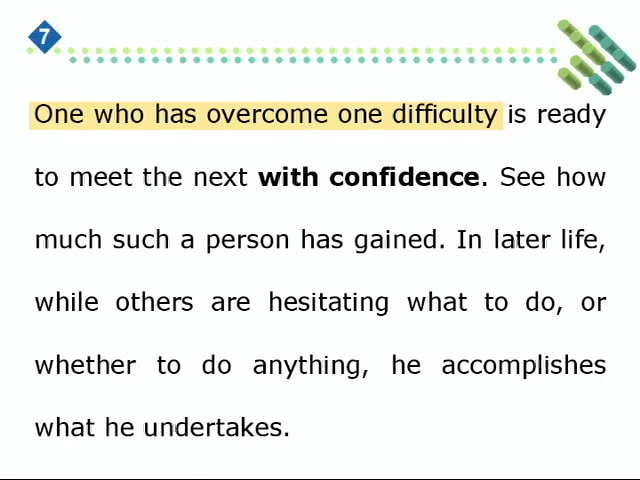 7
One who has overcome one difficulty is ready
to meet the next with confidence. See how
much such a person has gained. In later life,
while others are hesitating what to do, or
whether to do anything, he accomplishes
what he undertakes.